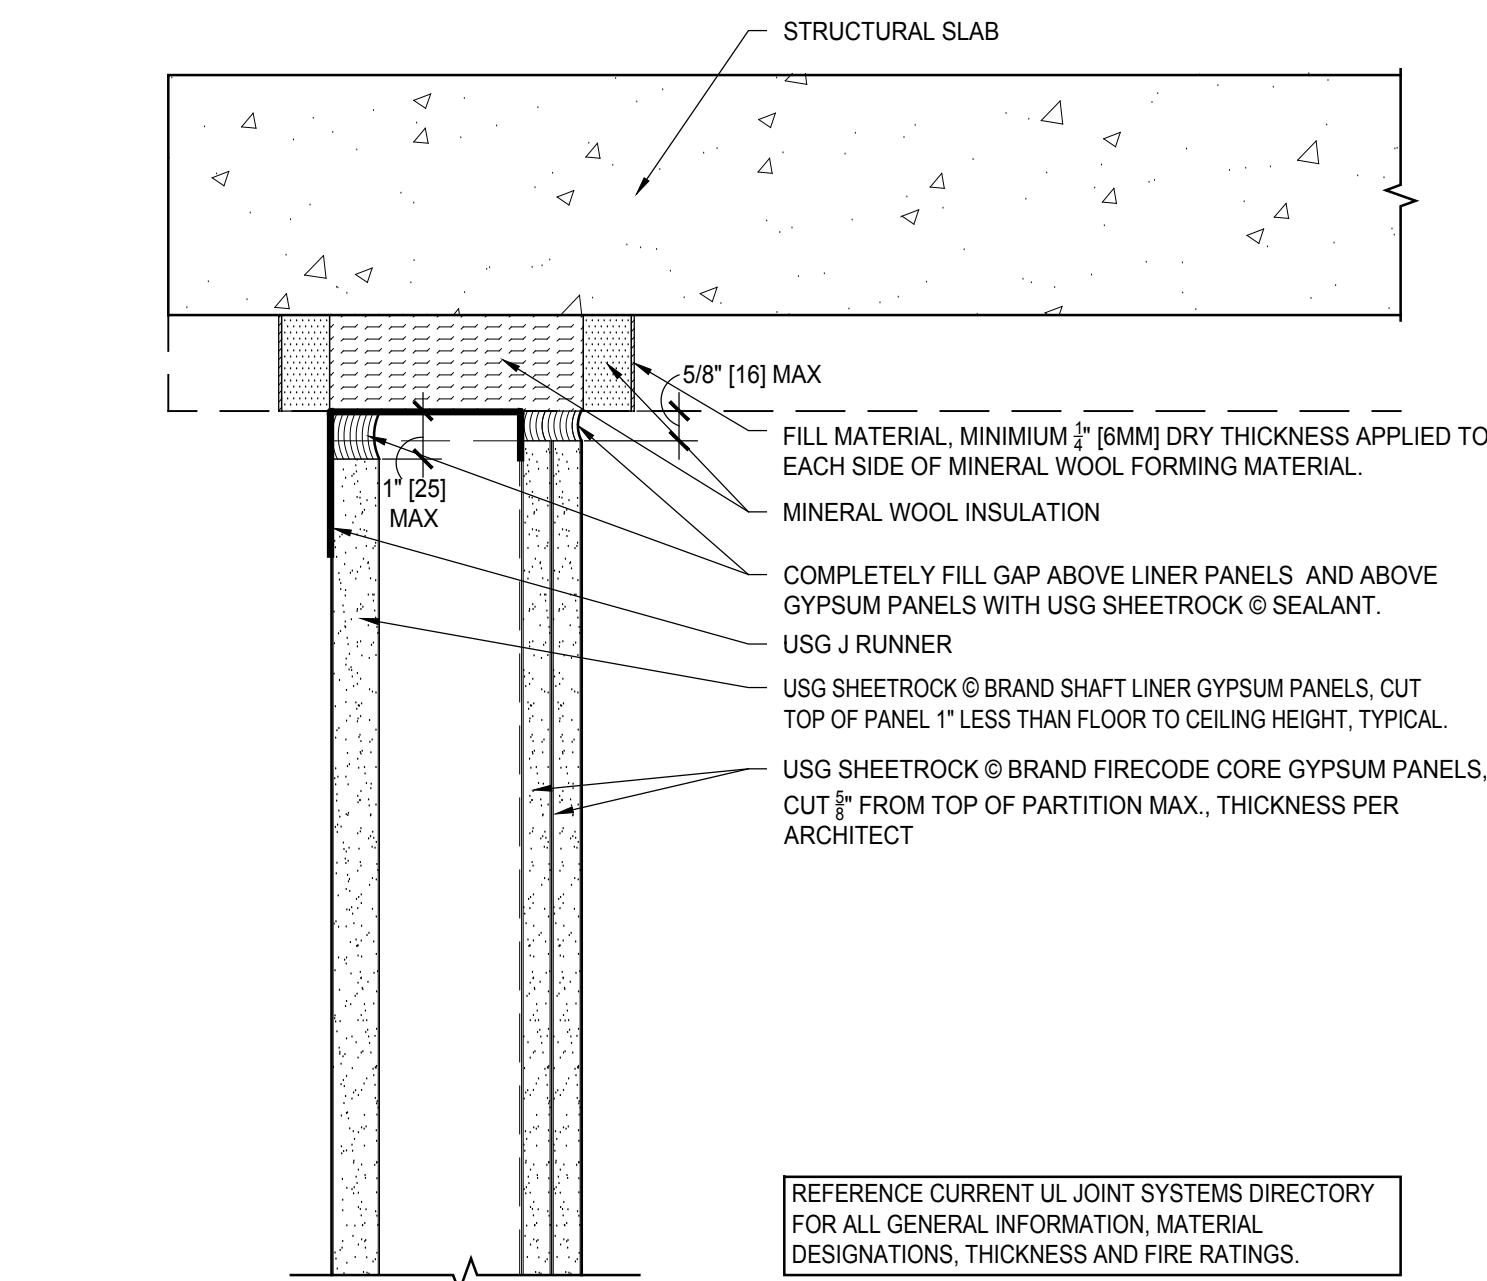 STRUCTURAL SLAB
5/8" [16] MAX
FILL MATERIAL, MINIMIUM 1/4" [6MM] DRY THICKNESS APPLIED TO
EACH SIDE OF MINERAL WOOL FORMING MATERIAL.
1" [25]
MAX
MINERAL WOOL INSULATION
COMPLETELY FILL GAP ABOVE LINER PANELS AND ABOVE
GYPSUM PANELS WITH USG SHEETROCK © SEALANT.
USG J RUNNER
USG SHEETROCK © BRAND SHAFT LINER GYPSUM PANELS, CUT
TOP OF PANEL 1" LESS THAN FLOOR TO CEILING HEIGHT, TYPICAL.
USG SHEETROCK © BRAND FIRECODE CORE GYPSUM PANELS,
CUT 5/8" FROM TOP OF PARTITION MAX., THICKNESS PER
ARCHITECT
REFERENCE CURRENT UL JOINT SYSTEMS DIRECTORY
FOR ALL GENERAL INFORMATION, MATERIAL
DESIGNATIONS, THICKNESS AND FIRE RATINGS.